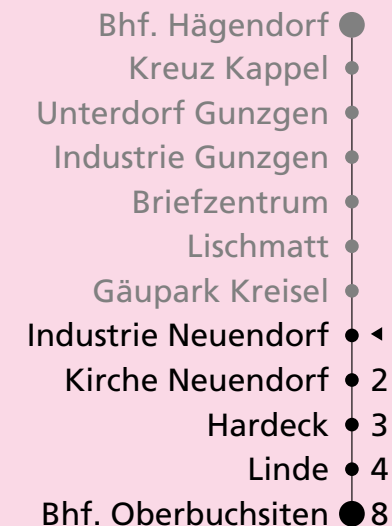 Bhf. Hägendorf
Kreuz Kappel
Unterdorf Gunzgen
Industrie Gunzgen
Briefzentrum
Lischmatt
Gäupark Kreisel
Industrie Neuendorf
Kirche Neuendorf 2
Hardeck 3
Linde 4
Bhf. Oberbuchsiten 8